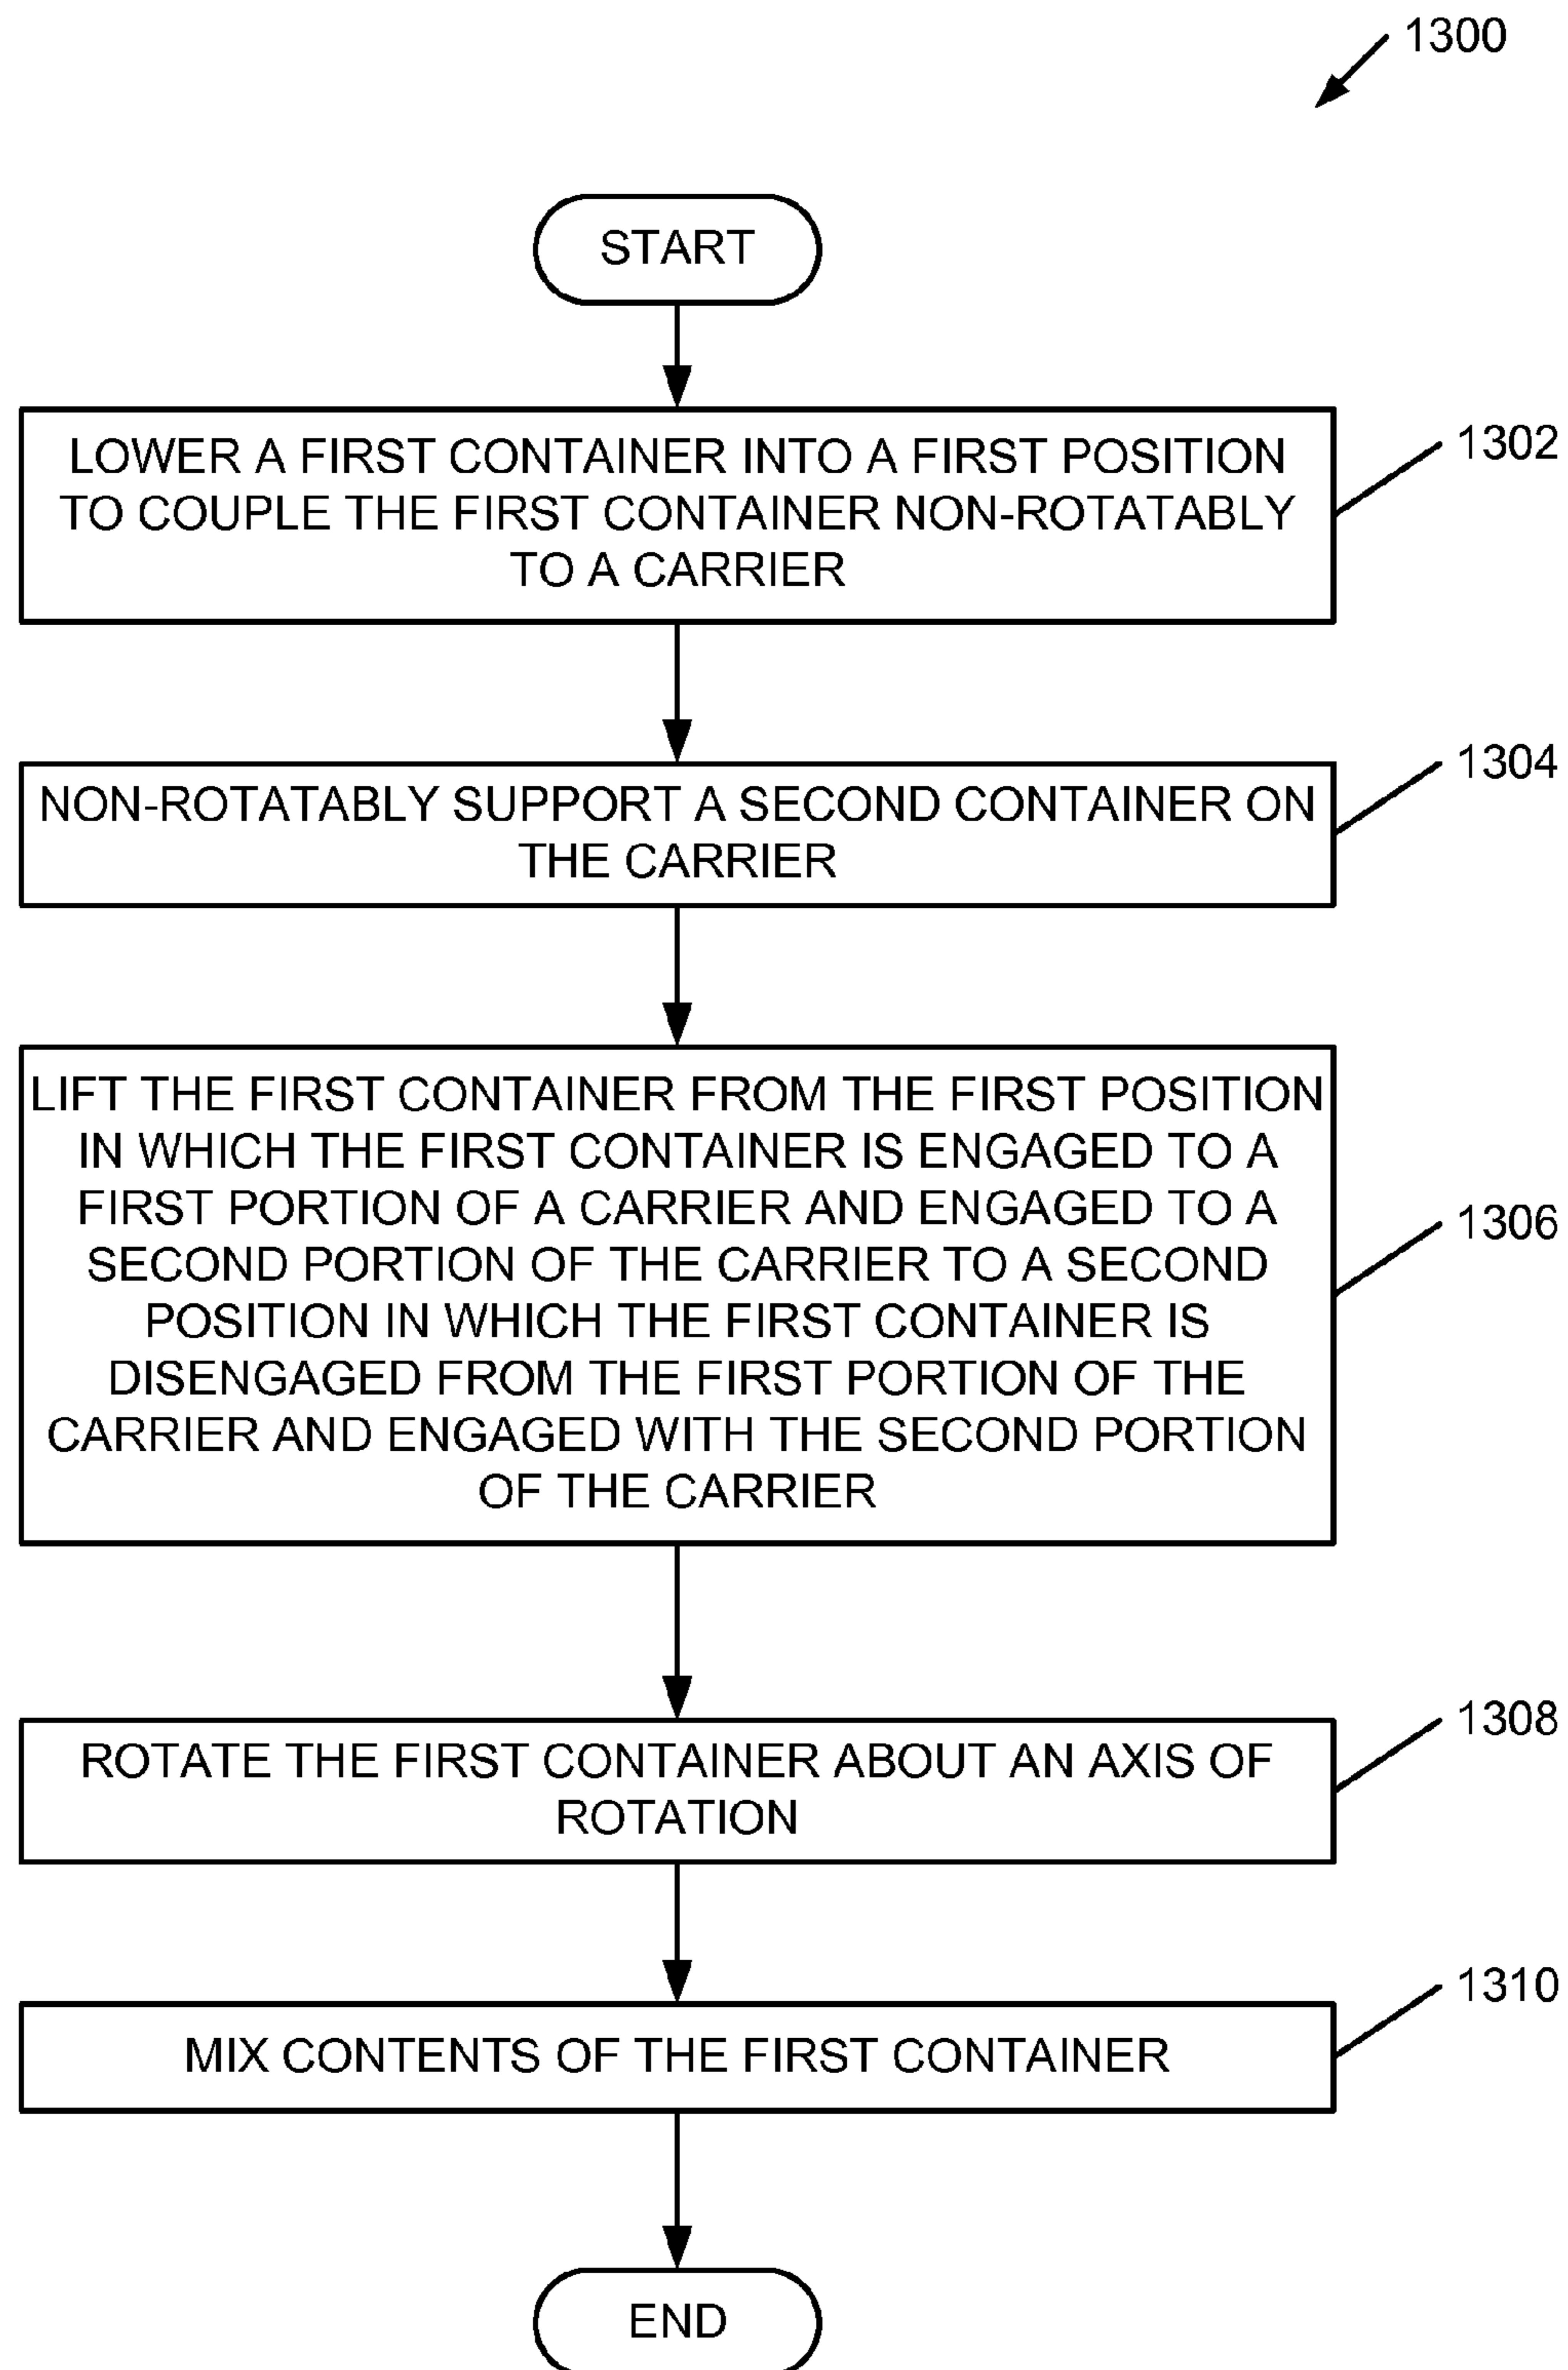 1300
START
LOWER A FIRST CONTAINER INTO A FIRST POSITION
TO COUPLE THE FIRST CONTAINER NON-ROTATABLY
TO A CARRIER
1302
NON-ROTATABLY SUPPORT A SECOND CONTAINER ON
THE CARRIER
1304
LIFT THE FIRST CONTAINER FROM THE FIRST POSITION
IN WHICH THE FIRST CONTAINER IS ENGAGED TO A
FIRST PORTION OF A CARRIER AND ENGAGED TO A
SECOND PORTION OF THE CARRIER TO A SECOND
POSITION IN WHICH THE FIRST CONTAINER IS
DISENGAGED FROM THE FIRST PORTION OF THE
CARRIER AND ENGAGED WITH THE SECOND PORTION
OF THE CARRIER
1306
ROTATE THE FIRST CONTAINER ABOUT AN AXIS OF
ROTATION
1308
MIX CONTENTS OF THE FIRST CONTAINER
1310
END